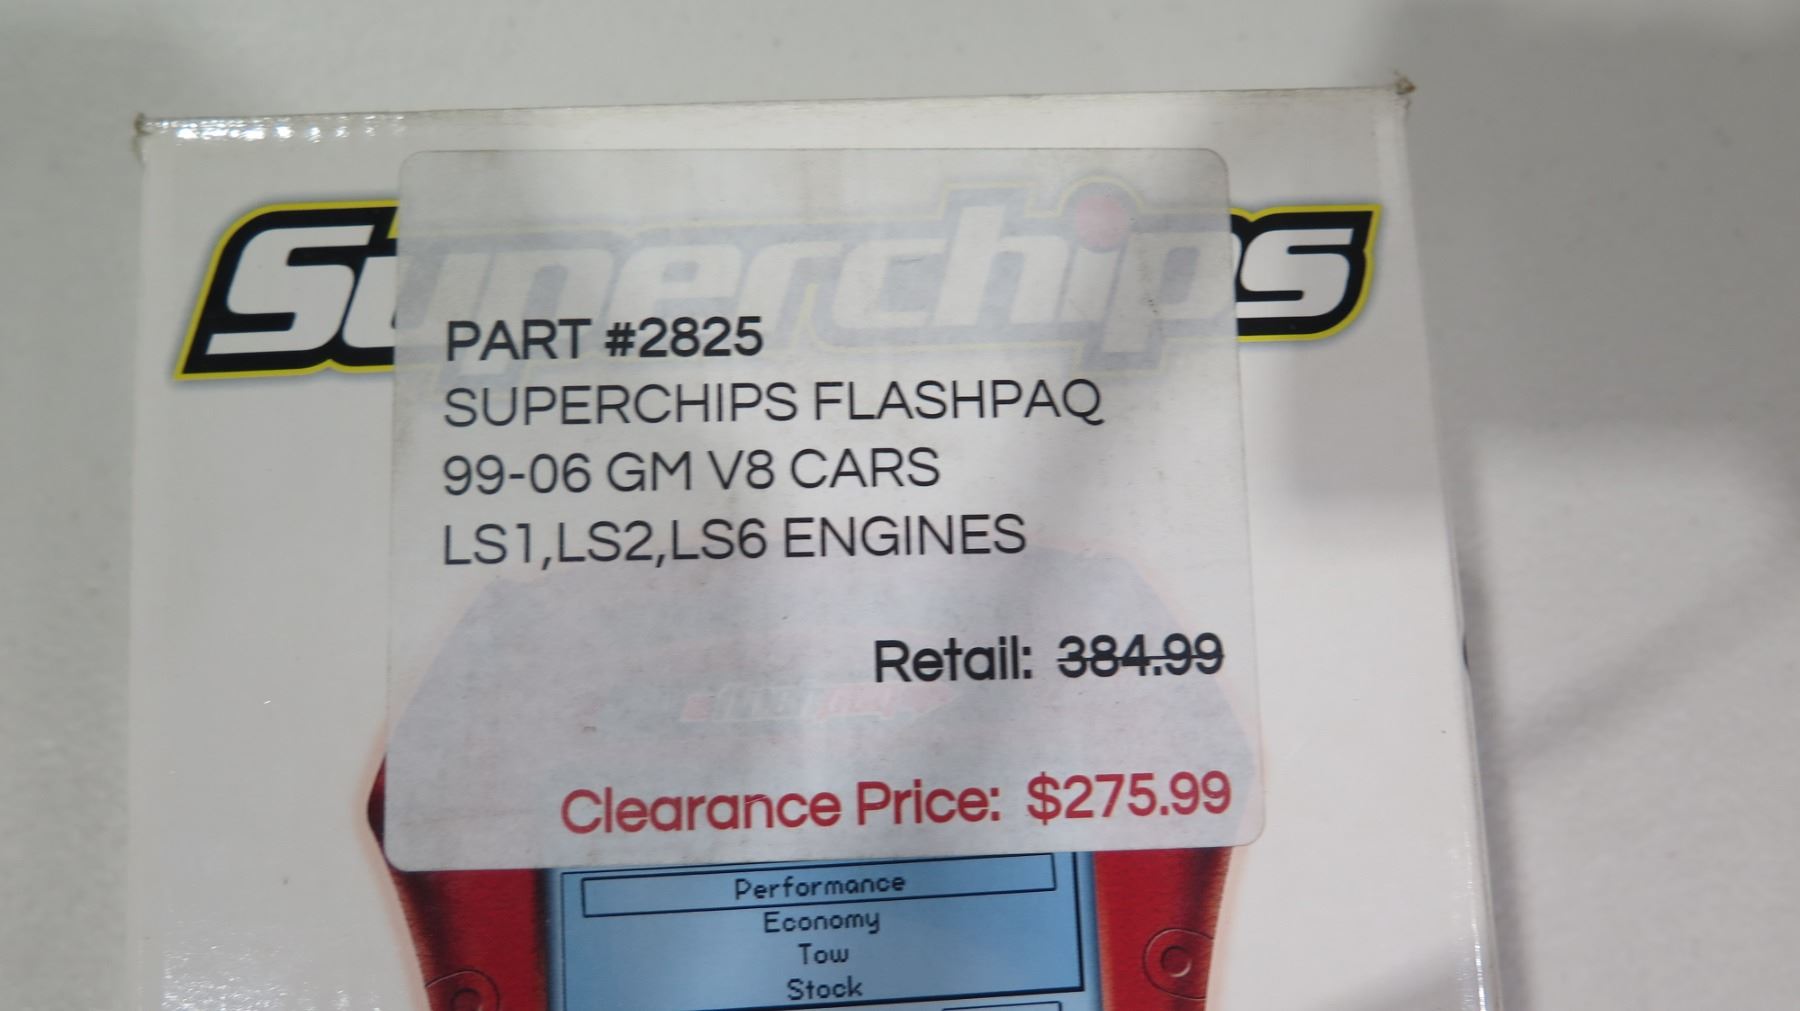 Superchips
PART #2825
SUPERCHIPS FLASHPAQ
99-06 GM V8 CARS
LS1,LS2,LS6 ENGINES
Retail: 384.99
Clearance Price: $275.99
Performance
Economy
Tow
Stock